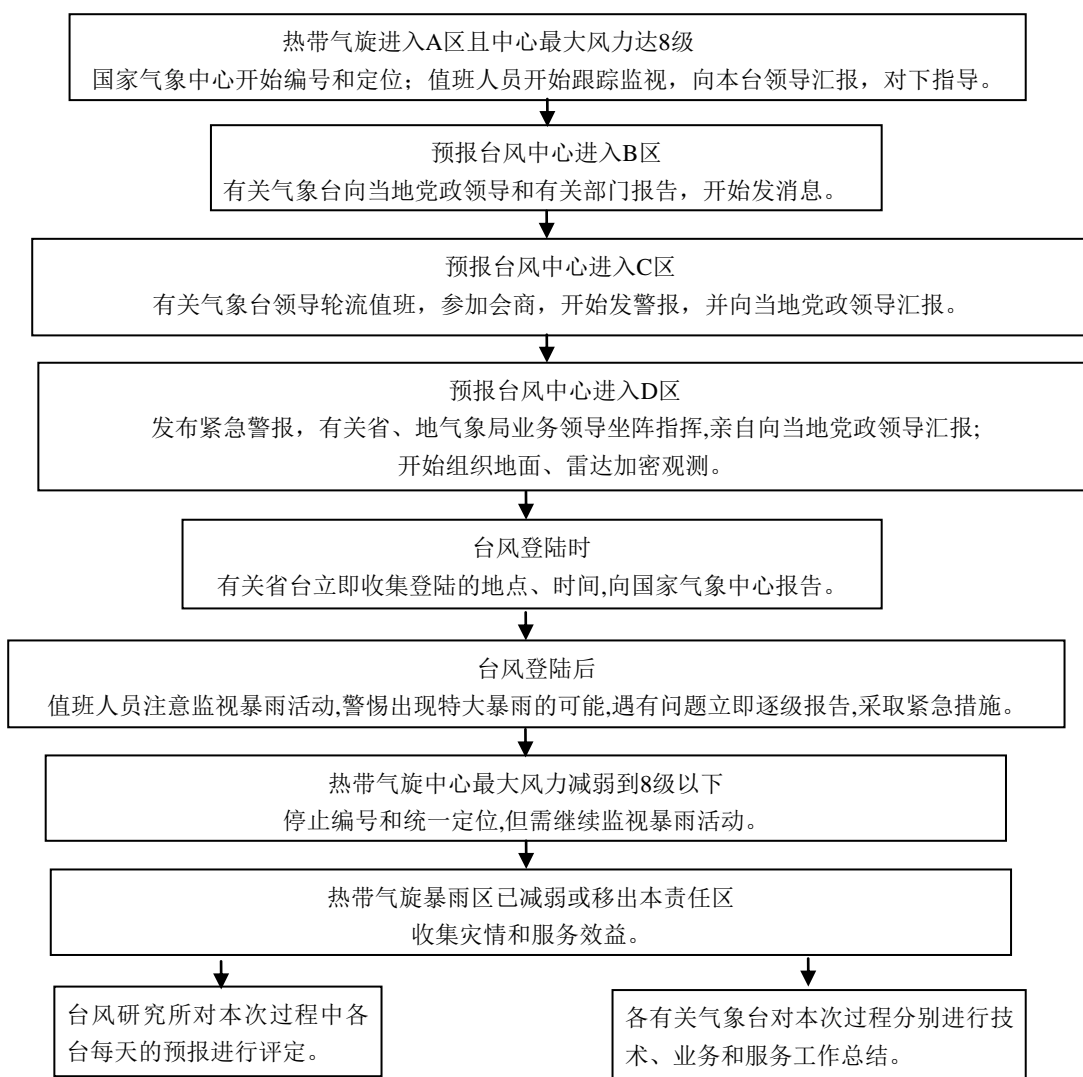 热带气旋进入A区且中心最大风力达8级
国家气象中心开始编号和定位；值班人员开始跟踪监视，向本台领导汇报，对下指导。
预报台风中心进入B区
有关气象台向当地党政领导和有关部门报告，开始发消息。
预报台风中心进入C区
有关气象台领导轮流值班，参加会商，开始发警报，并向当地党政领导汇报。
预报台风中心进入D区
发布紧急警报，有关省、地气象局业务领导坐阵指挥,亲自向当地党政领导汇报;
开始组织地面、雷达加密观测。
台风登陆时
有关省台立即收集登陆的地点、时间,向国家气象中心报告。
台风登陆后
值班人员注意监视暴雨活动,警惕出现特大暴雨的可能,遇有问题立即逐级报告,采取紧急措施。
热带气旋中心最大风力减弱到8级以下
停止编号和统一定位,但需继续监视暴雨活动。
热带气旋暴雨区已减弱或移出本责任区
收集灾情和服务效益。
台风研究所对本次过程中各
台每天的预报进行评定。
各有关气象台对本次过程分别进行技
术、业务和服务工作总结。